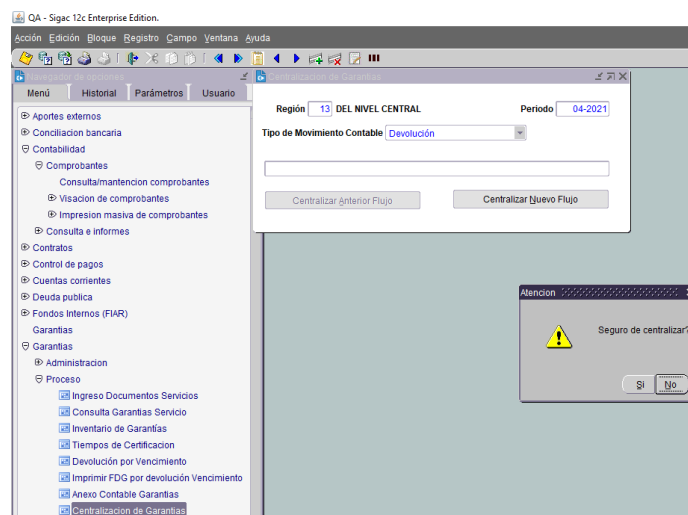 QA - Sigac 12c Enterprise Edition.
Acción Edición Bloque Registro Campo Ventana Ayuda
Navegador de opciones
Centralizacion de Garantias
Menú Historial Parámetros Usuario
Región 13 DEL NIVEL CENTRAL Periodo 04-2021
Tipo de Movimiento Contable Devolución
Centralizar Anterior Flujo Centralizar Nuevo Flujo
Aportes externos
Conciliacion bancaria
Contabilidad
Comprobantes
Consulta/mantencion comprobantes
Visacion de comprobantes
Impresion masiva de comprobantes
Consulta e informes
Contratos
Control de pagos
Cuentas corrientes
Deuda publica
Fondos Internos (FIAR)
Garantias
Garantias
Administracion
Proceso
Ingreso Documentos Servicios
Consulta Garantias Servicio
Inventario de Garantías
Tiempos de Certificacion
Devolución por Vencimiento
Imprimir FDG por devolución Vencimiento
Anexo Contable Garantias
Centralizacion de Garantias
Atencion
Seguro de centralizar?
Si No